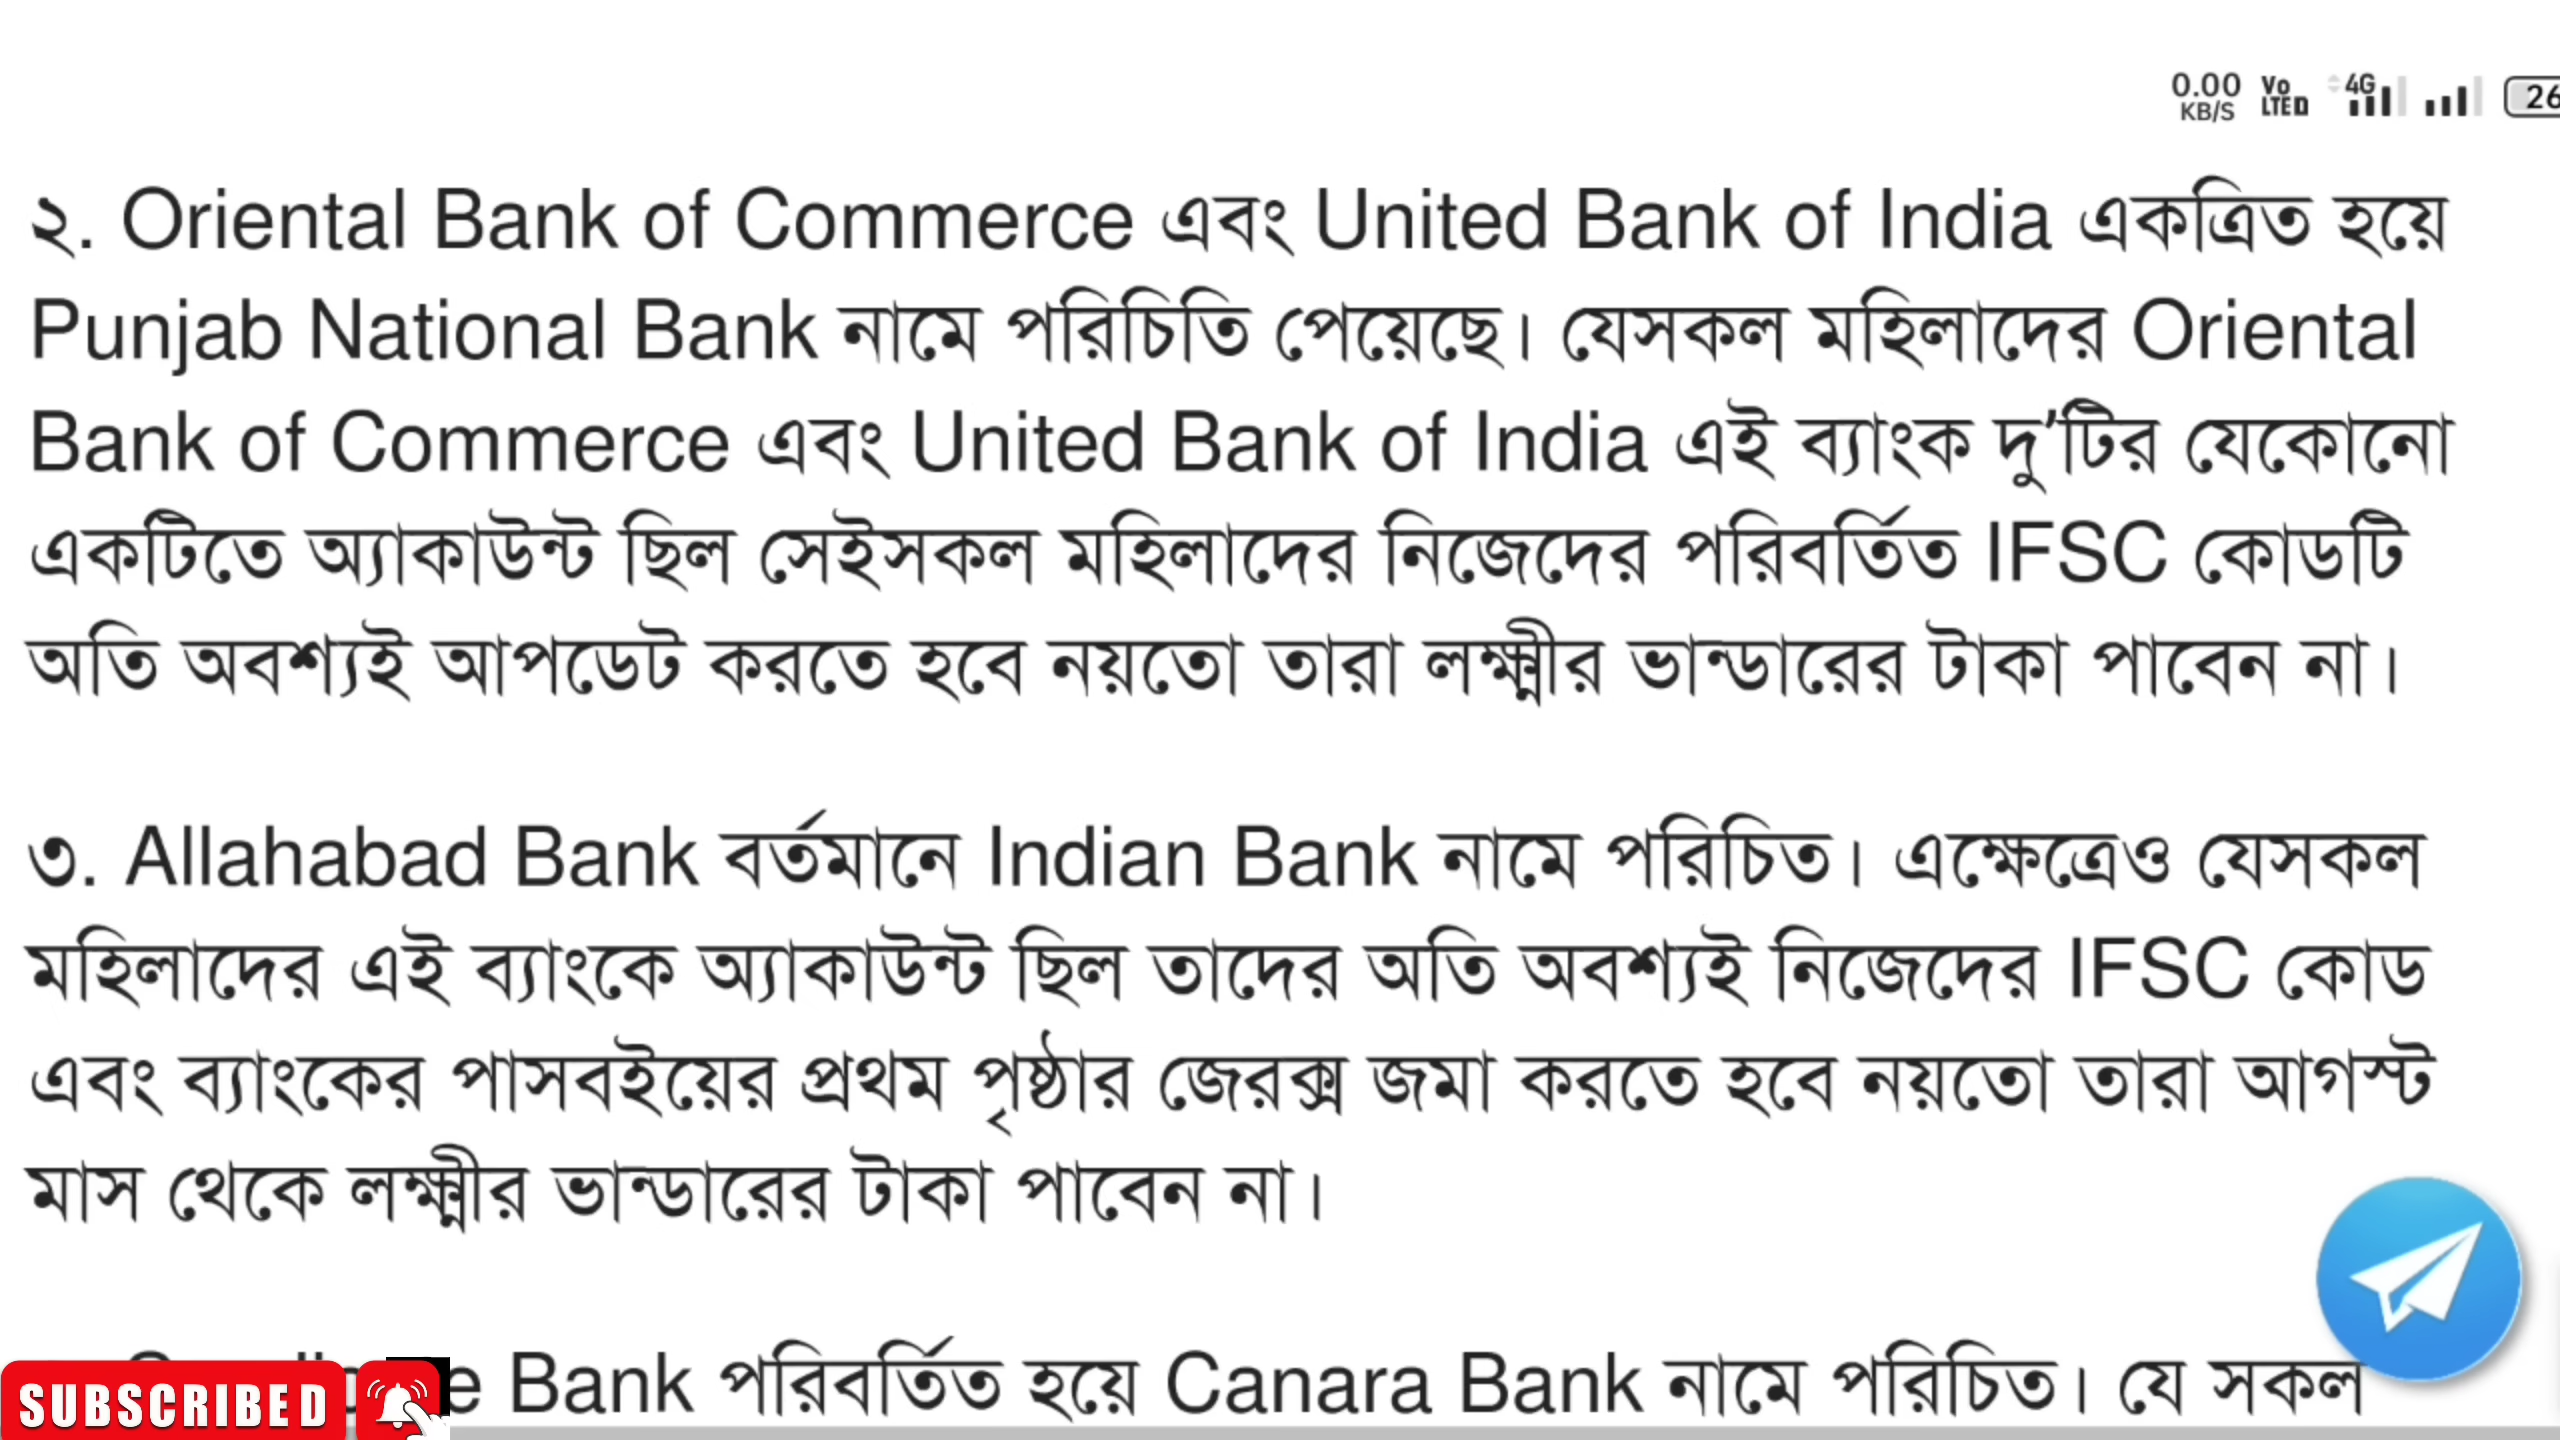 0.00 KB/S Vo LTE 4G 26
২. Oriental Bank of Commerce এবং United Bank of India একত্রিত হয়ে
Punjab National Bank নামে পরিচিতি পেয়েছে। যেসকল মহিলাদের Oriental
Bank of Commerce এবং United Bank of India এই ব্যাংক দু’টির যেকোনো
একটিতে অ্যাকাউন্ট ছিল সেইসকল মহিলাদের নিজেদের পরিবর্তিত IFSC কোডটি
অতি অবশ্যই আপডেট করতে হবে নয়তো তারা লক্ষ্মীর ভান্ডারের টাকা পাবেন না।
৩. Allahabad Bank বর্তমানে Indian Bank নামে পরিচিত। এক্ষেত্রেও যেসকল
মহিলাদের এই ব্যাংকে অ্যাকাউন্ট ছিল তাদের অতি অবশ্যই নিজেদের IFSC কোড
এবং ব্যাংকের পাসবইয়ের প্রথম পৃষ্ঠার জেরক্স জমা করতে হবে নয়তো তারা আগস্ট
মাস থেকে লক্ষ্মীর ভান্ডারের টাকা পাবেন না।
Bank পরিবর্তিত হয়ে Canara Bank নামে পরিচিত। যে সকল
SUBSCRIBED